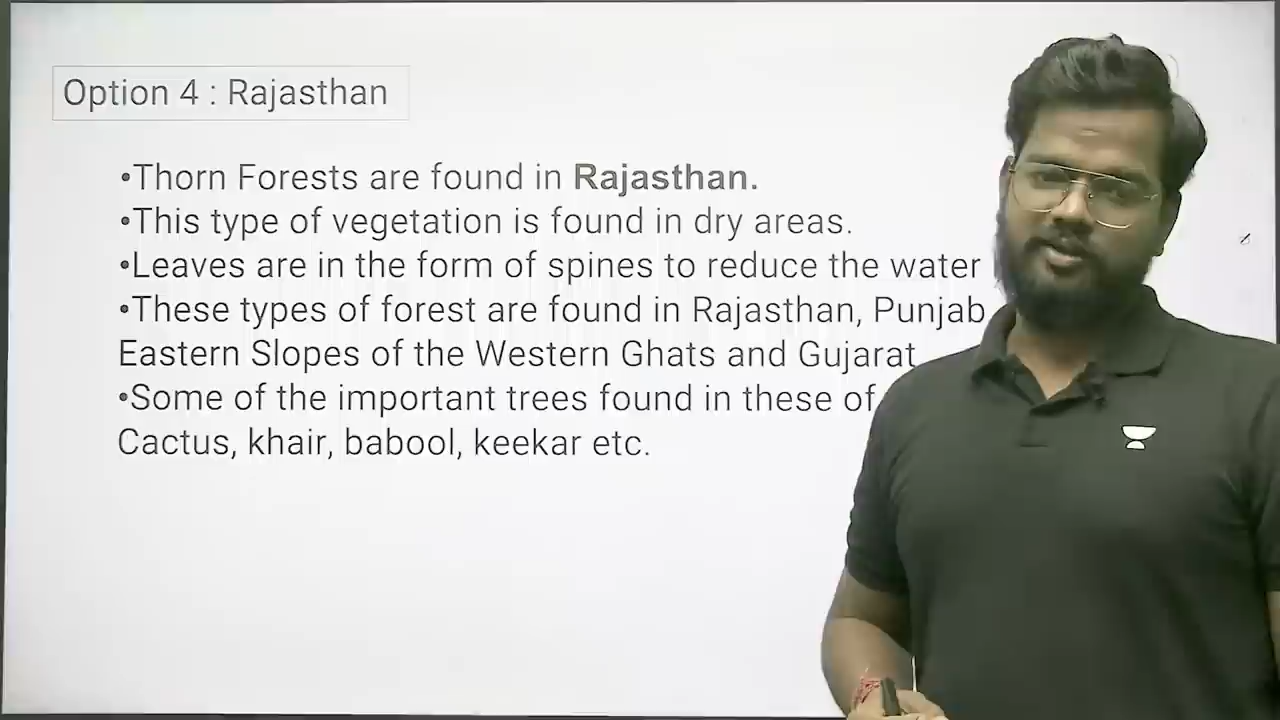 Option 4 : Rajasthan
•Thorn Forests are found in Rajasthan.
•This type of vegetation is found in dry areas.
•Leaves are in the form of spines to reduce the water
•These types of forest are found in Rajasthan, Punjab
Eastern Slopes of the Western Ghats and Gujarat
•Some of the important trees found in these of
Cactus, khair, babool, keekar etc.